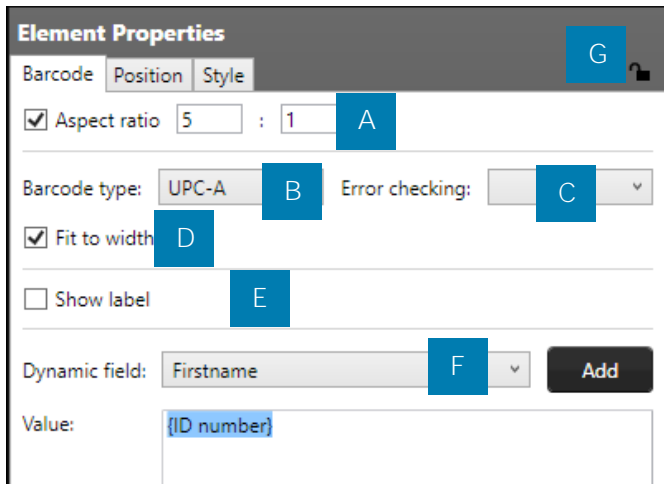 Element Properties
G
Barcode Position Style
Aspect ratio 5 : 1 A
Barcode type: UPC-A B Error checking: C
Fit to width D
Show label E
Dynamic field: Firstname F Add
Value: {ID number}